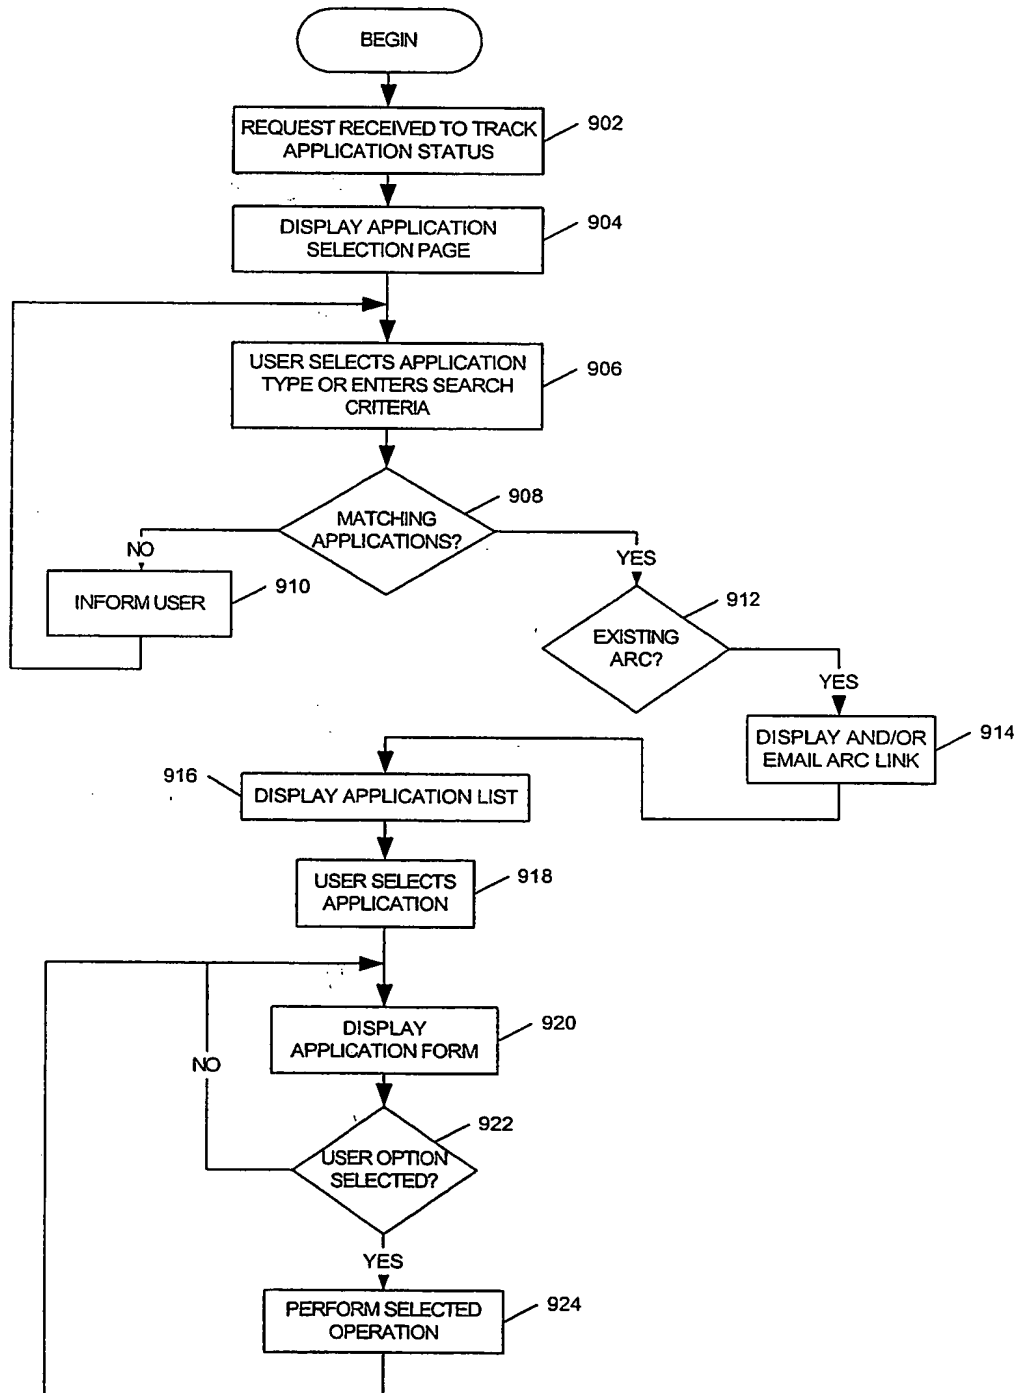 BEGIN
REQUEST RECEIVED TO TRACK
APPLICATION STATUS
902
DISPLAY APPLICATION
SELECTION PAGE
904
USER SELECTS APPLICATION
TYPE OR ENTERS SEARCH
CRITERIA
906
MATCHING
APPLICATIONS?
908
NO
YES
INFORM USER
910
EXISTING
ARC?
912
YES
DISPLAY AND/OR
EMAIL ARC LINK
914
916
DISPLAY APPLICATION LIST
USER SELECTS
APPLICATION
918
DISPLAY
APPLICATION FORM
920
NO
USER OPTION
SELECTED?
922
YES
PERFORM SELECTED
OPERATION
924